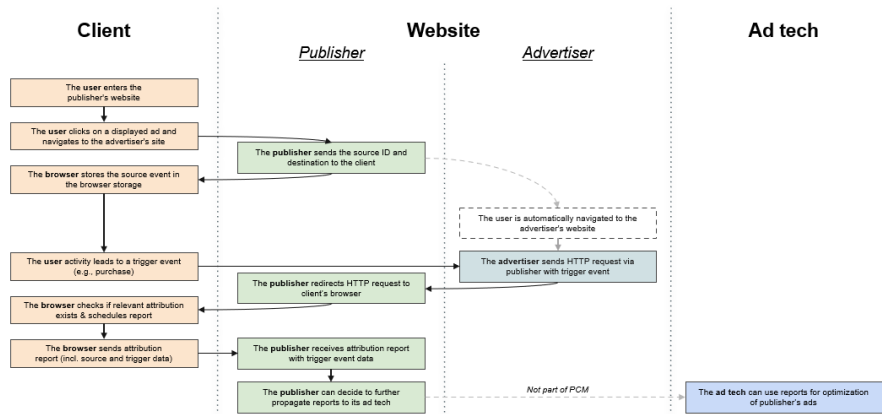 Client
Website
Ad tech
Publisher
Advertiser
The user enters the
publisher's website
The user clicks on a displayed ad and
navigates to the advertiser's site
The publisher sends the source ID and
destination to the client
The browser stores the source event in
the browser storage
The user is automatically navigated to the
advertiser's website
The user activity leads to a trigger event
(e.g., purchase)
The advertiser sends HTTP request via
publisher with trigger event
The publisher redirects HTTP request to
client's browser
The browser checks if relevant attribution
exists & schedules report
The browser sends attribution
report (incl. source and trigger data)
The publisher receives attribution report
with trigger event data
The publisher can decide to further
propagate reports to its ad tech
Not part of PCM
The ad tech can use reports for optimization
of publisher's ads